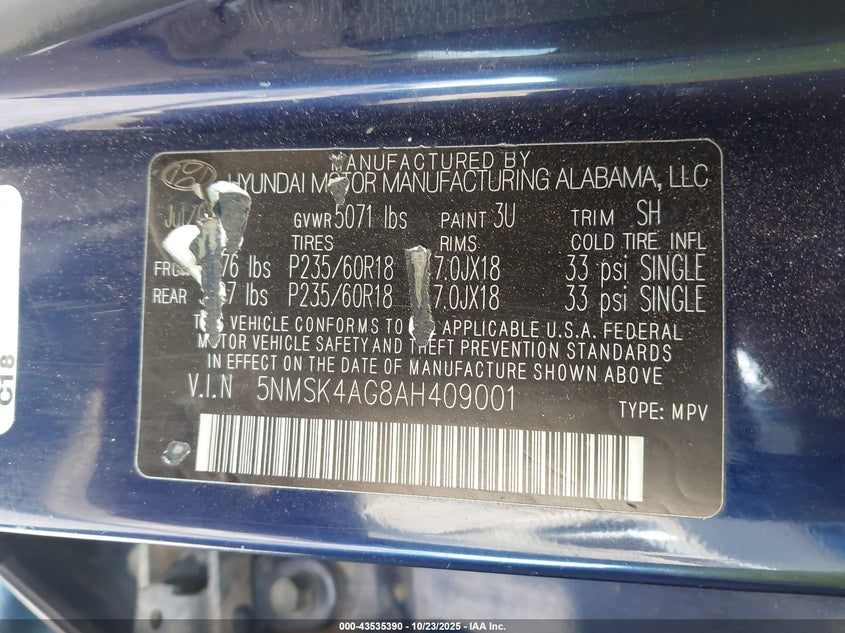 MANUFACTURED BY
HYUNDAI MOTOR MANUFACTURING ALABAMA, LLC
GVWR 5071 lbs PAINT 3U TRIM SH
TIRES RIMS COLD TIRE INFL
76 lbs P235/60R18 7.0JX18 33 psi SINGLE
REAR 7 lbs P235/60R18 7.0JX18 33 psi SINGLE
VEHICLE CONFORMS TO APPLICABLE U.S.A. FEDERAL
MOTOR VEHICLE SAFETY AND THEFT PREVENTION STANDARDS
IN EFFECT ON THE DATE OF MANUFACTURE SHOWN ABOVE
V.I.N 5NMSK4AG8AH409001
TYPE: MPV
C18
000-43535390 - 10/23/2025 - IAA Inc.